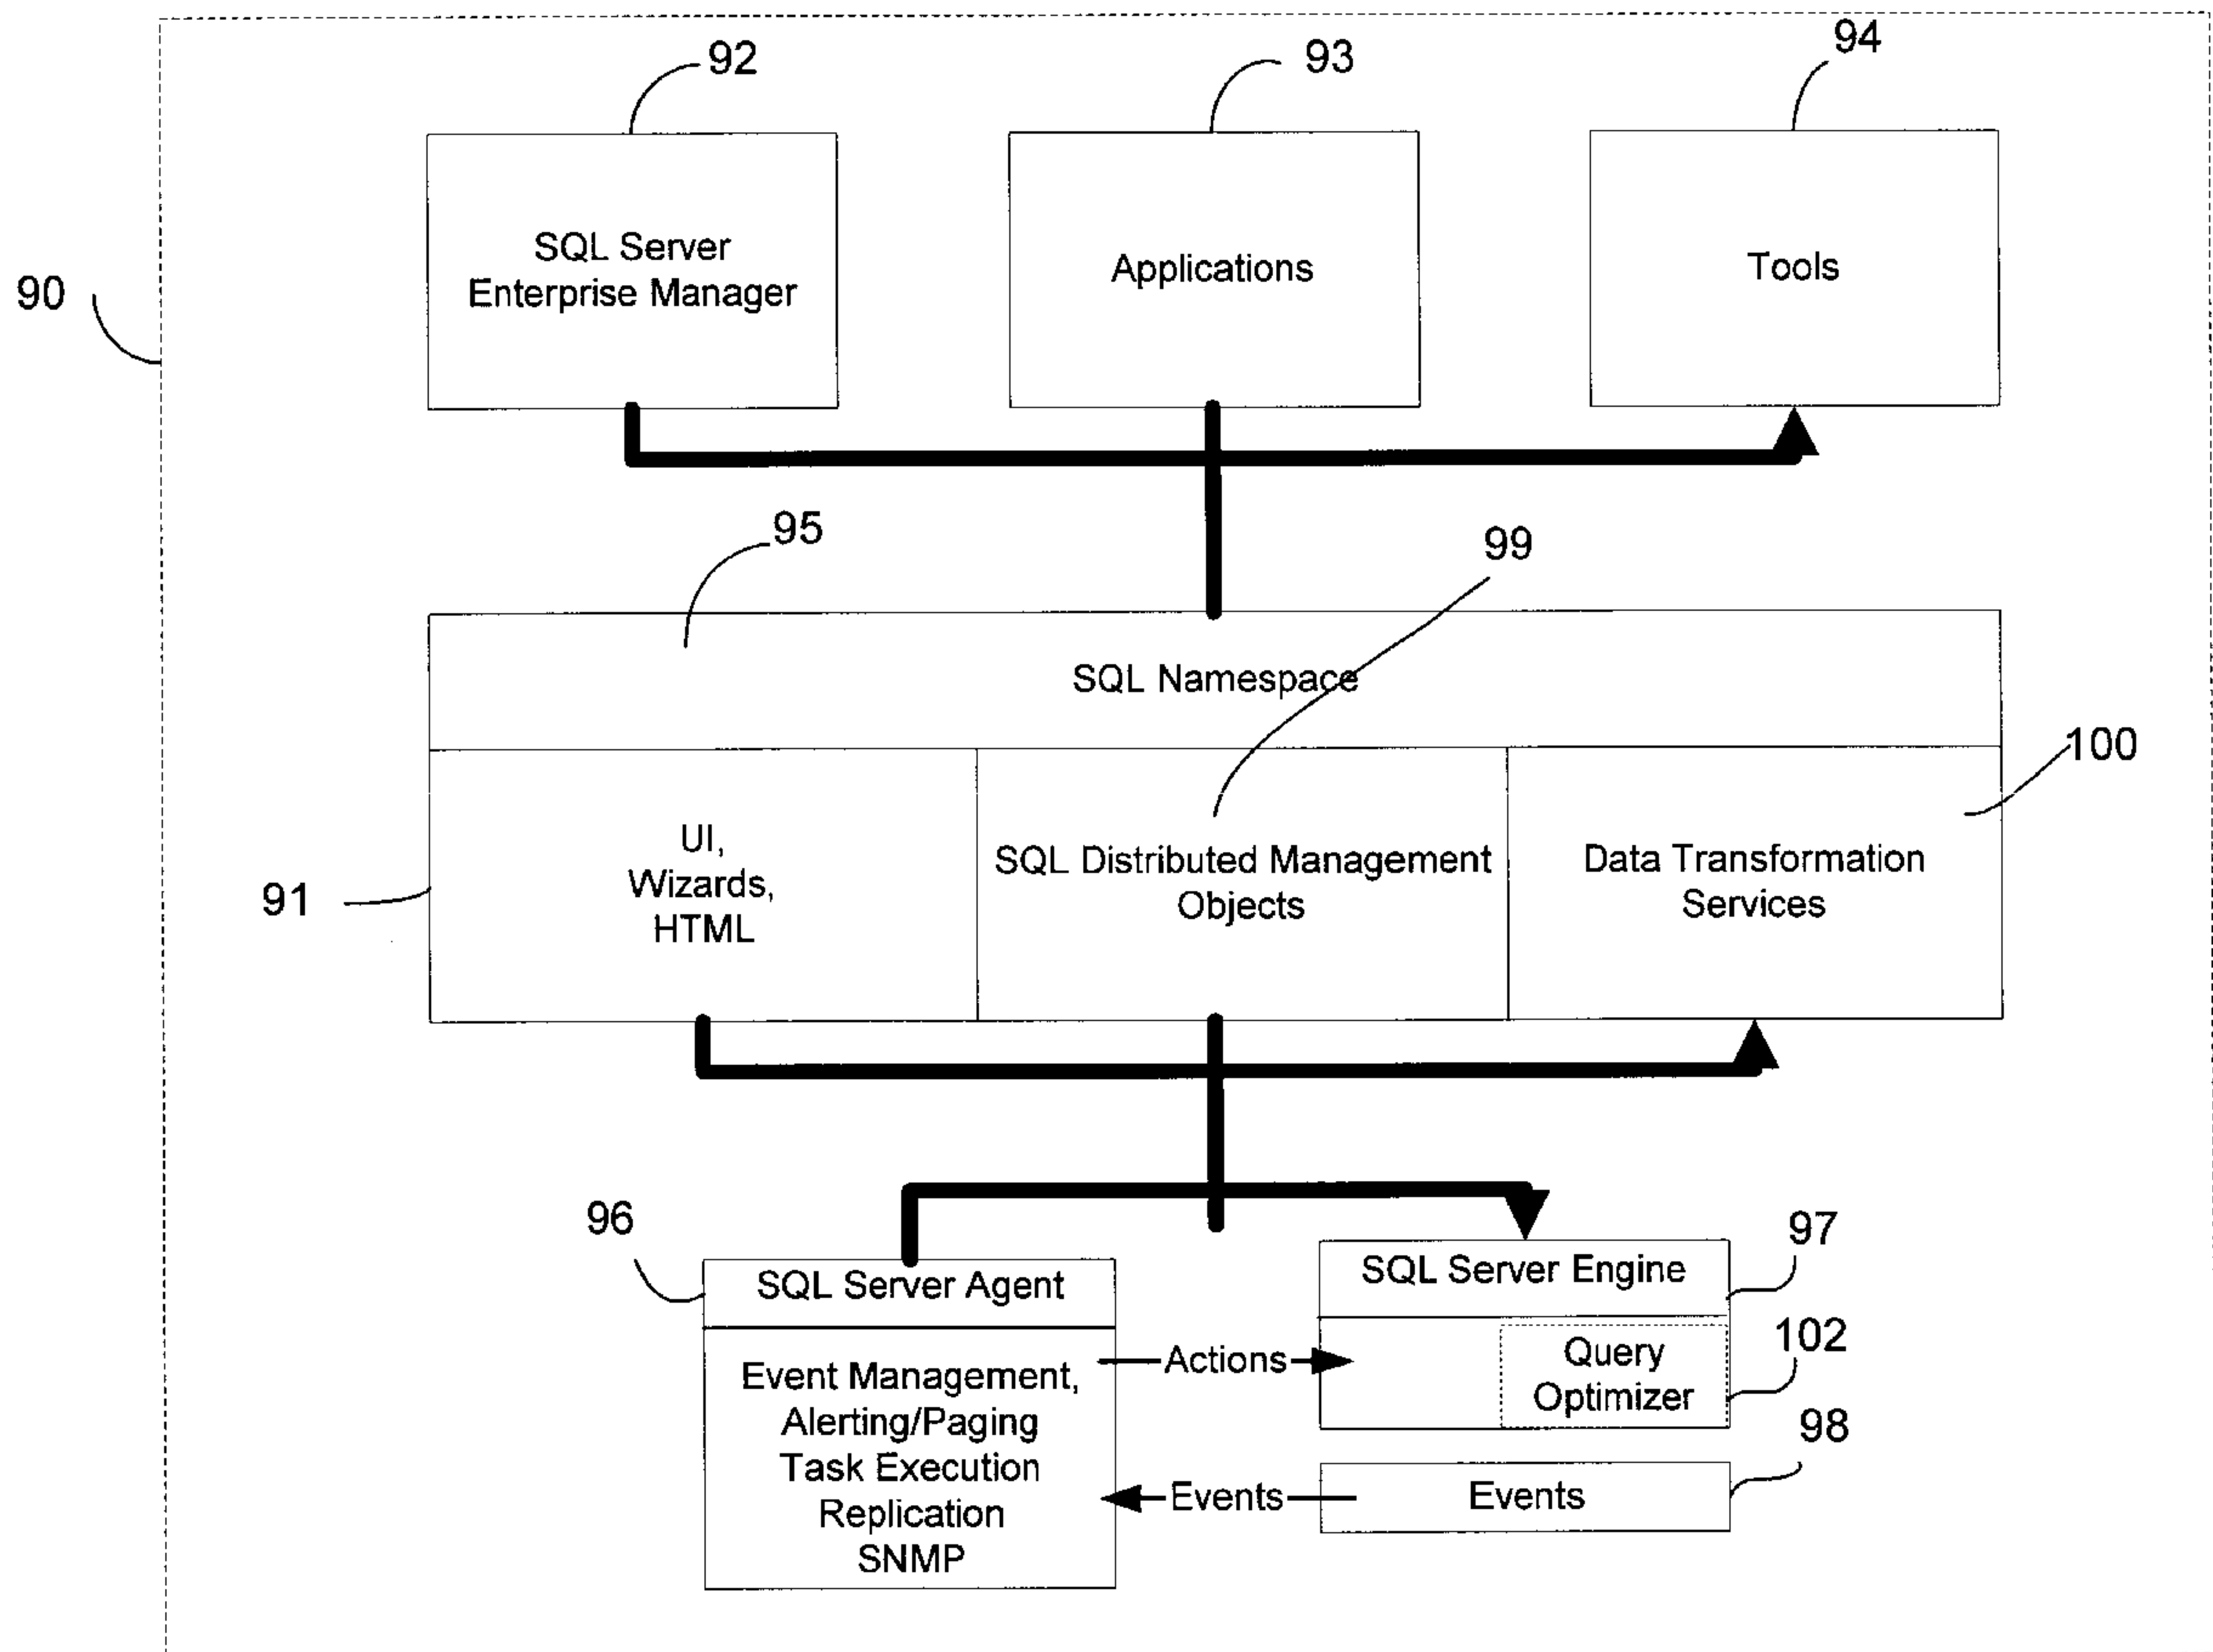 92
93
94
SQL Server
Enterprise Manager
Applications
Tools
90
95
99
SQL Namespace
100
UI,
Wizards,
HTML
SQL Distributed Management
Objects
Data Transformation
Services
91
96
97
SQL Server Agent
SQL Server Engine
102
Event Management,
Alerting/Paging
Task Execution
Replication
SNMP
Actions
Query
Optimizer
98
Events
Events